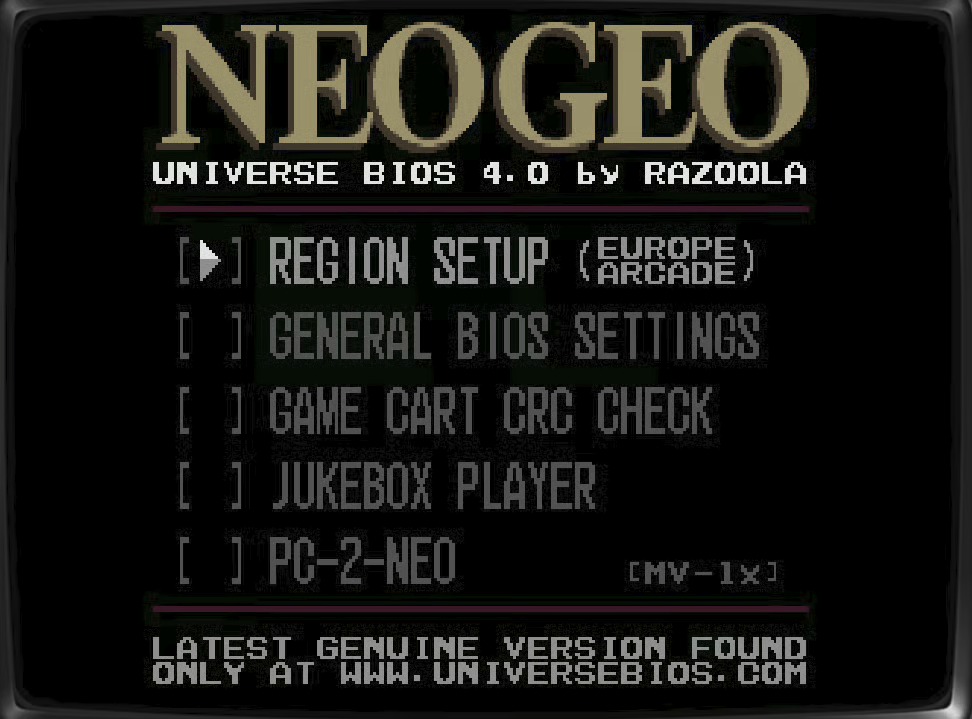 NEOGEO
UNIVERSE BIOS 4.0 by RAZOOLA
[▶] REGION SETUP (EUROPE ARCADE)
[ ] GENERAL BIOS SETTINGS
[ ] GAME CART CRC CHECK
[ ] JUKEBOX PLAYER
[ ] PC-2-NEO [MV-1x]
LATEST GENUINE VERSION FOUND
ONLY AT WWW.UNIVERSEBIOS.COM